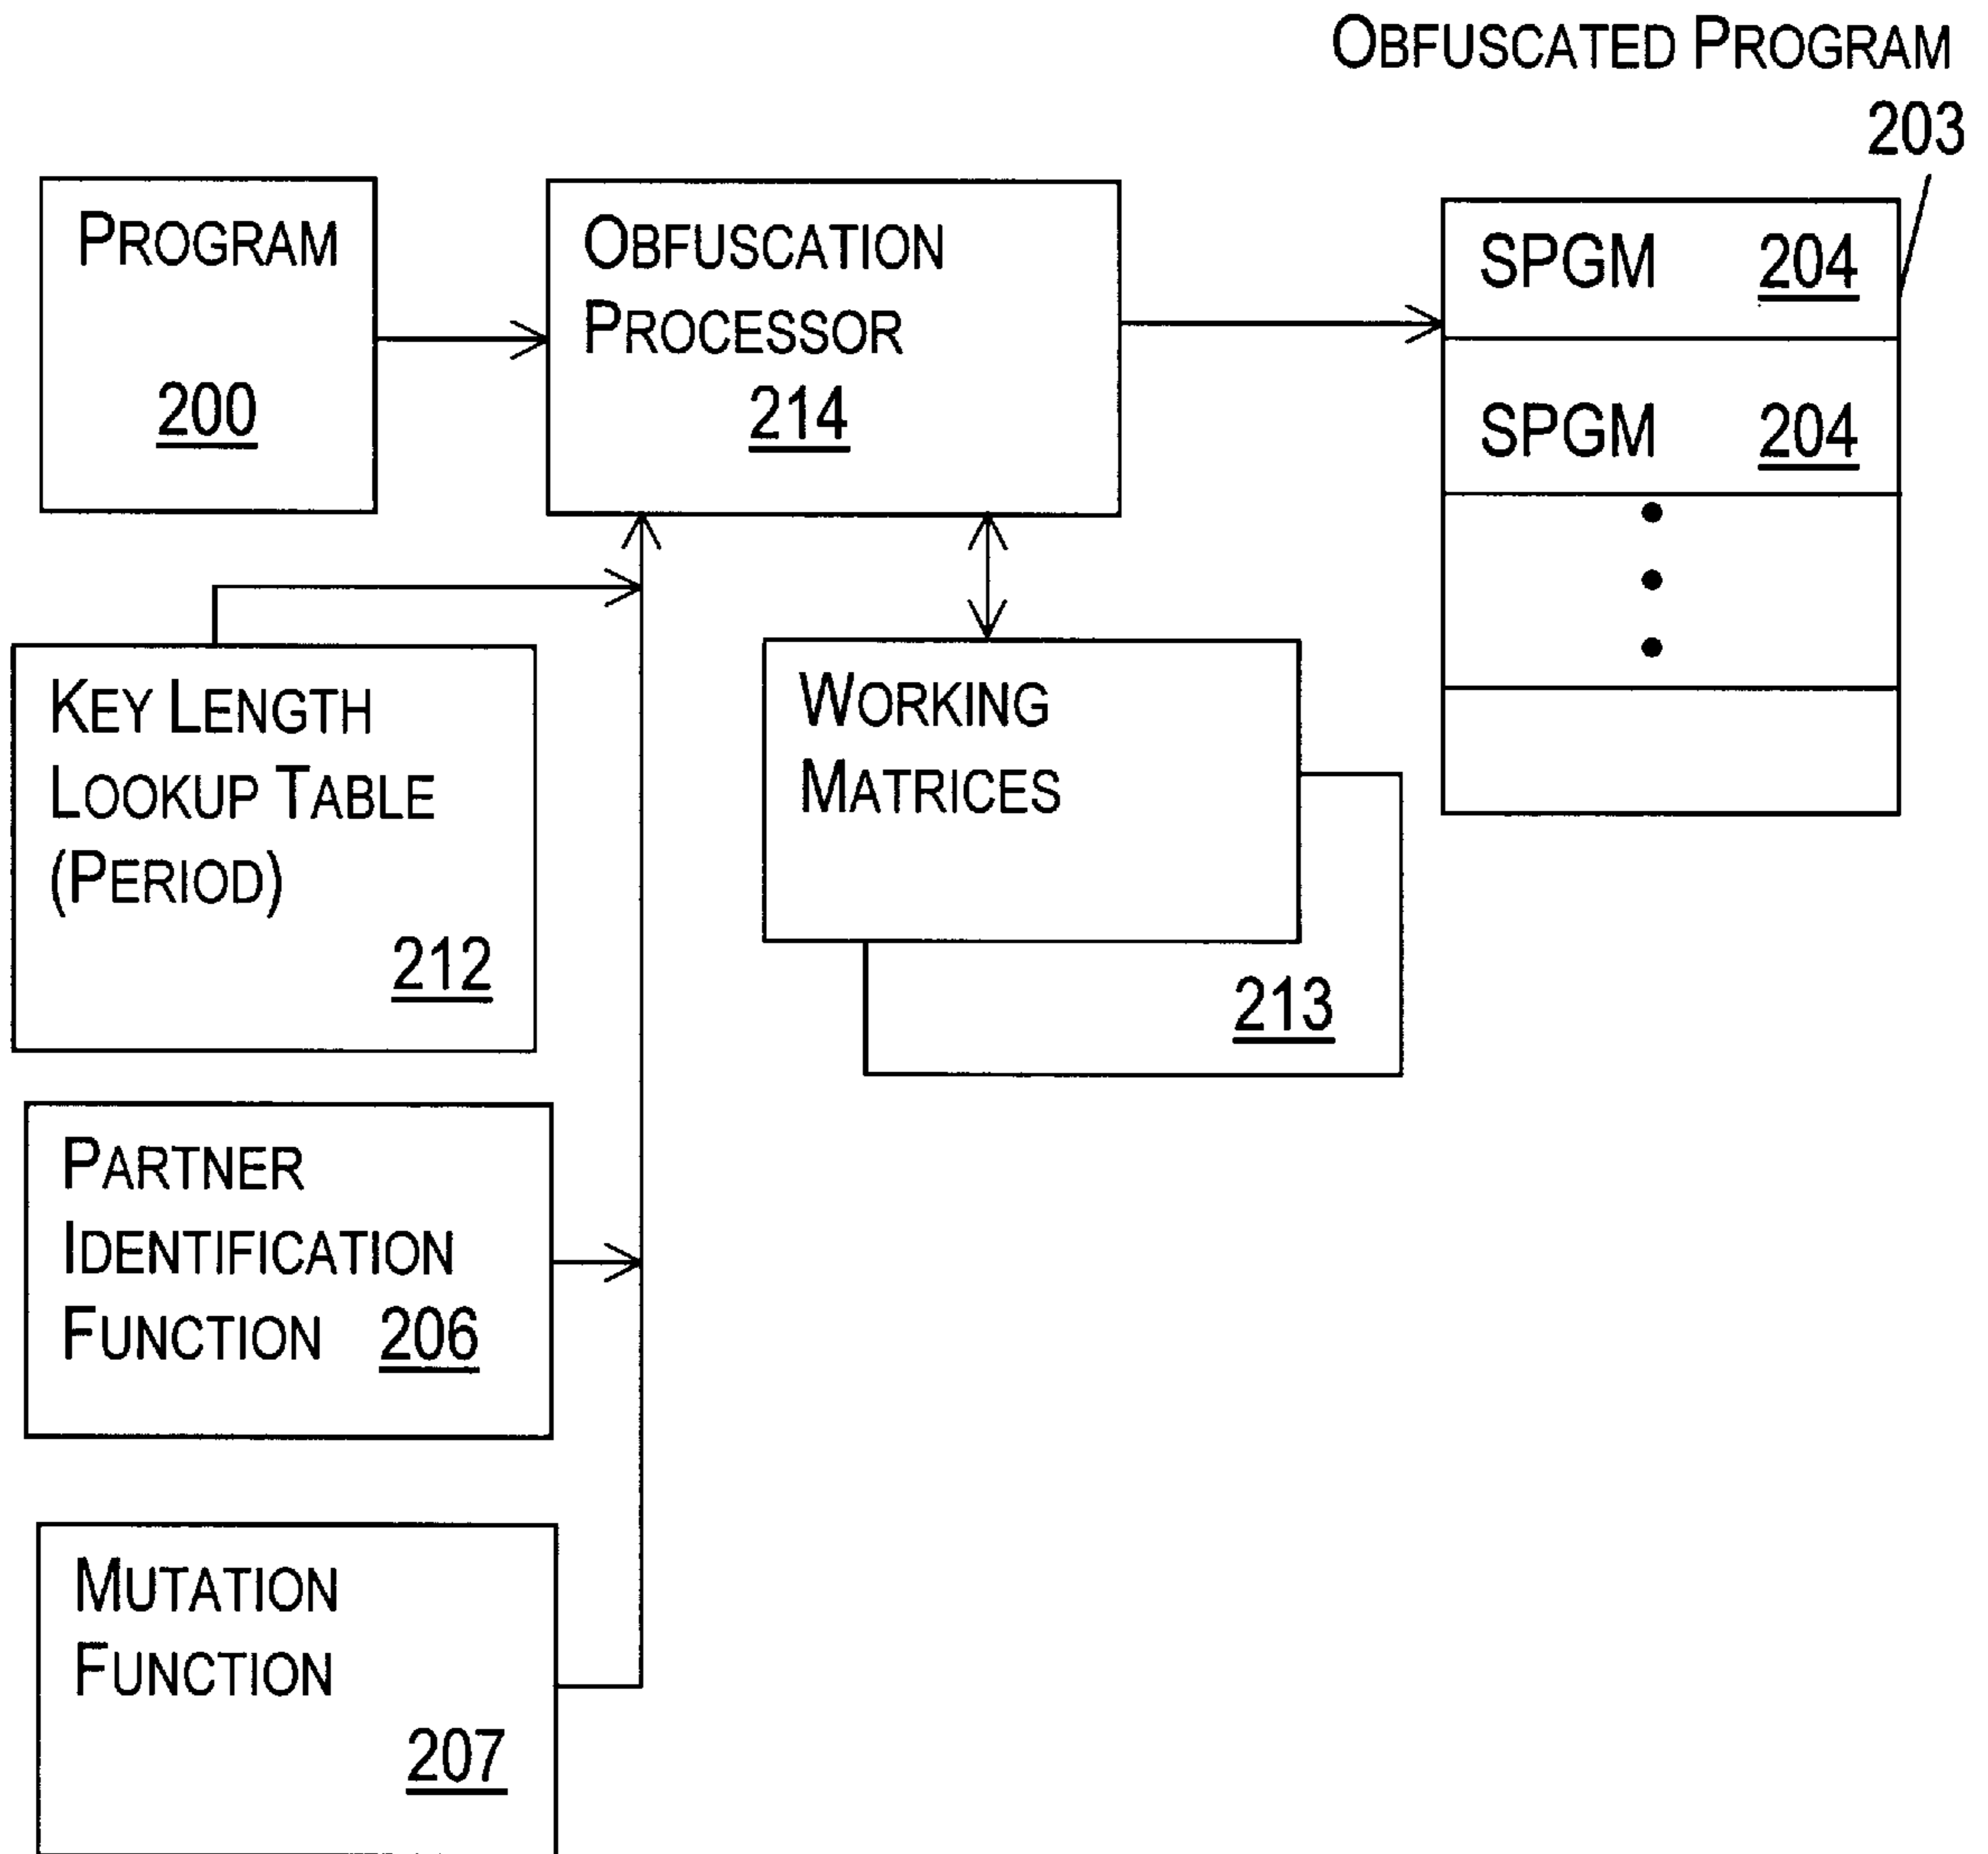 OBFUSCATED PROGRAM
203
PROGRAM
200
OBFUSCATION
PROCESSOR
214
SPGM 204
SPGM 204
KEY LENGTH
LOOKUP TABLE
(PERIOD)
212
WORKING
MATRICES
213
PARTNER
IDENTIFICATION
FUNCTION 206
MUTATION
FUNCTION
207